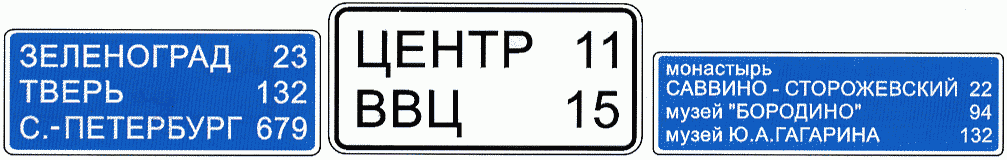 ЗЕЛЕНОГРАД 23
ТВЕРЬ 132
С.-ПЕТЕРБУРГ 679
ЦЕНТР 11
ВВЦ 15
монастырь
САВВИНО - СТОРОЖЕВСКИЙ 22
музей "БОРОДИНО" 94
музей Ю.А.ГАГАРИНА 132